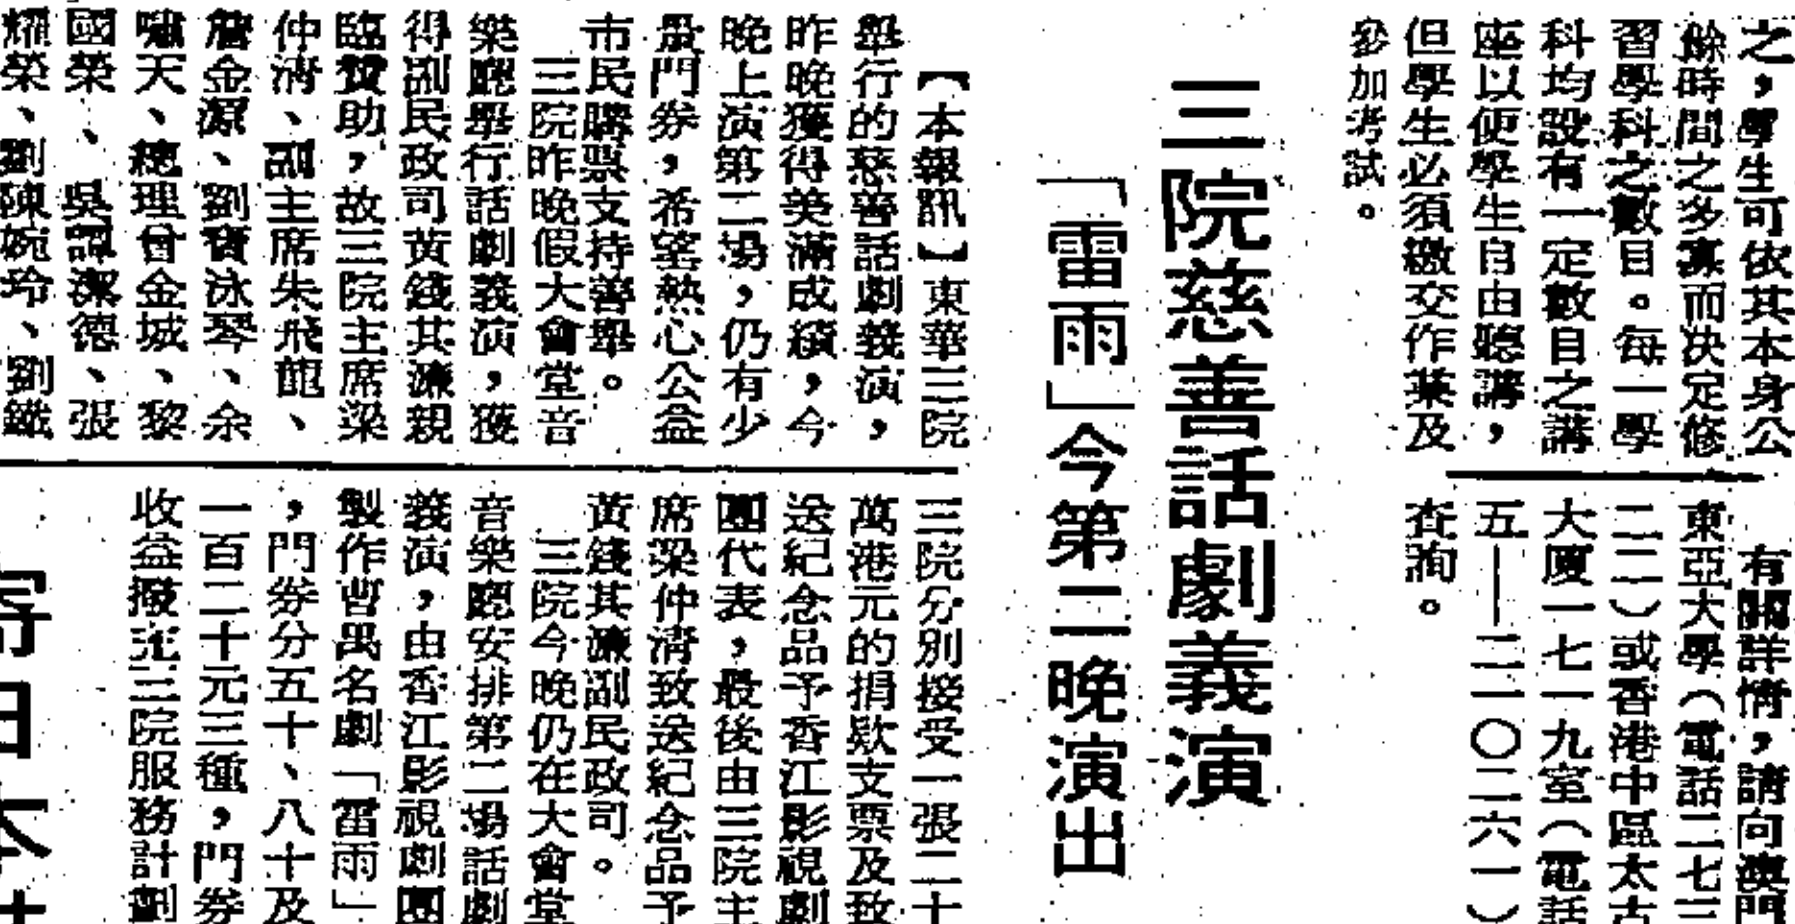 之，學生可依其本身公
餘時間之多寡而決定修
習學科之數目。每一學
科均設有一定數目之講
座以便學生自由聽講，
但學生必須繳交作業及
參加考試。
有關詳情，請向澳門
東亞大學（電話二七三
二二）或香港中區太古
大厦一七一九室（電話
五——二一〇二六一）
查詢。
三院慈善話劇義演
「雷雨」今第二晚演出
【本報訊】東華三院
舉行的慈善話劇義演，
昨晚獲得美滿成績，今
晚上演第二場，仍有少
量門券，希望熱心公益
市民購票支持善舉。
三院昨晚假大會堂音
樂廳舉行話劇義演，獲
得副民政司黃錢其濂親
臨贊助，故三院主席梁
仲清、副主席朱飛龍、
詹金源、劉寶泳琴、余
嘯天、總理曾金城、黎
國榮、吳譚潔德、張
耀榮、劉陳婉玲、劉鐵
三院分別接受一張二十
萬港元的捐欵支票及致
送紀念品予香江影視劇
團代表，最後由三院主
席梁仲清致送紀念品予
黃錢其濂副民政司。
三院今晚仍在大會堂
音樂廳安排第二場話劇
義演，由香江影視劇團
製作曹禺名劇「雷雨」
，門券分五十、八十及
一百二十元三種，門券
收益撥充三院服務計劃